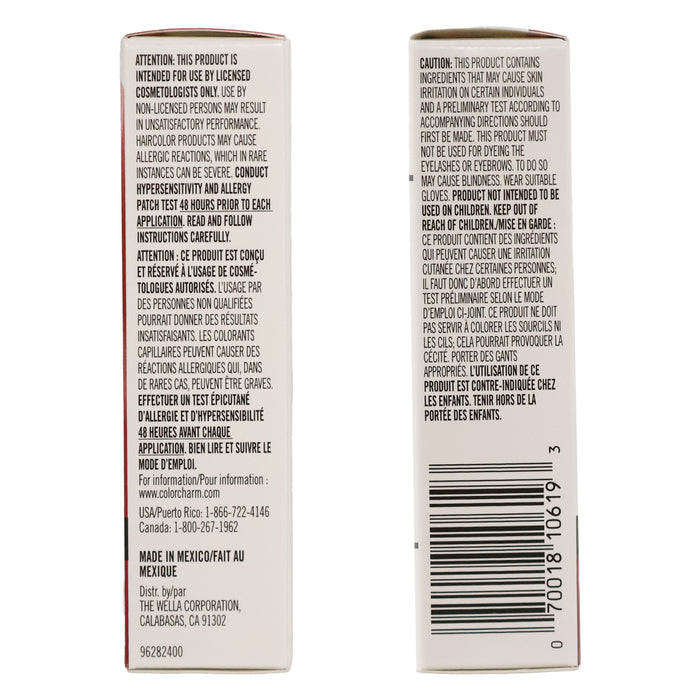 ATTENTION: THIS PRODUCT IS
INTENDED FOR USE BY LICENSED
COSMETOLOGISTS ONLY. USE BY
NON-LICENSED PERSONS MAY RESULT
IN UNSATISFACTORY PERFORMANCE.
HAIRCOLOR PRODUCTS MAY CAUSE
ALLERGIC REACTIONS, WHICH IN RARE
INSTANCES CAN BE SEVERE. CONDUCT
HYPERSENSITIVITY AND ALLERGY
PATCH TEST 48 HOURS PRIOR TO EACH
APPLICATION. READ AND FOLLOW
INSTRUCTIONS CAREFULLY.
ATTENTION : CE PRODUIT EST CONÇU
ET RÉSERVÉ À L'USAGE DE COSMÉ-
TOLOGUES AUTORISÉS. L'USAGE PAR
DES PERSONNES NON QUALIFIÉES
POURRAIT DONNER DES RÉSULTATS
INSATISFAISANTS. LES COLORANTS
CAPILLAIRES PEUVENT CAUSER DES
RÉACTIONS ALLERGIQUES QUI, DANS
DE RARES CAS, PEUVENT ÊTRE GRAVES.
EFFECTUER UN TEST ÉPICUTANÉ
D'ALLERGIE ET D'HYPERSENSIBILITÉ
48 HEURES AVANT CHAQUE
APPLICATION. BIEN LIRE ET SUIVRE LE
MODE D'EMPLOI.
For information/Pour information :
www.colorcharm.com
USA/Puerto Rico: 1-866-722-4146
Canada: 1-800-267-1962
MADE IN MEXICO/FAIT AU
MEXIQUE
Distr. by/par
THE WELLA CORPORATION,
CALABASAS, CA 91302
96282400
CAUTION: THIS PRODUCT CONTAINS
INGREDIENTS THAT MAY CAUSE SKIN
IRRITATION ON CERTAIN INDIVIDUALS
AND A PRELIMINARY TEST ACCORDING TO
ACCOMPANYING DIRECTIONS SHOULD
FIRST BE MADE. THIS PRODUCT MUST
NOT BE USED FOR DYEING THE
EYELASHES OR EYEBROWS. TO DO SO
MAY CAUSE BLINDNESS. WEAR SUITABLE
GLOVES. PRODUCT NOT INTENDED TO BE
USED ON CHILDREN. KEEP OUT OF
REACH OF CHILDREN./MISE EN GARDE :
CE PRODUIT CONTIENT DES INGRÉDIENTS
QUI PEUVENT CAUSER UNE IRRITATION
CUTANÉE CHEZ CERTAINES PERSONNES;
IL FAUT DONC D'ABORD EFFECTUER UN
TEST PRÉLIMINAIRE SELON LE MODE
D'EMPLOI CI-JOINT. CE PRODUIT NE DOIT
PAS SERVIR À COLORER LES SOURCILS NI
LES CILS; CELA POURRAIT PROVOQUER LA
CÉCITÉ. PORTER DES GANTS
APPROPRIÉS. L'UTILISATION DE CE
PRODUIT EST CONTRE-INDIQUÉE CHEZ
LES ENFANTS. TENIR HORS DE LA
PORTÉE DES ENFANTS.
0 70018 10619 3